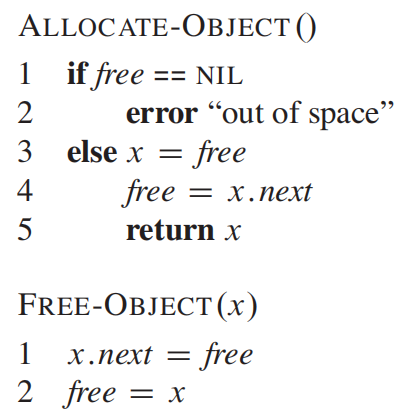 ALLOCATE-OBJECT()
1 if free == NIL
2 error “out of space”
3 else x = free
4 free = x.next
5 return x
FREE-OBJECT(x)
1 x.next = free
2 free = x